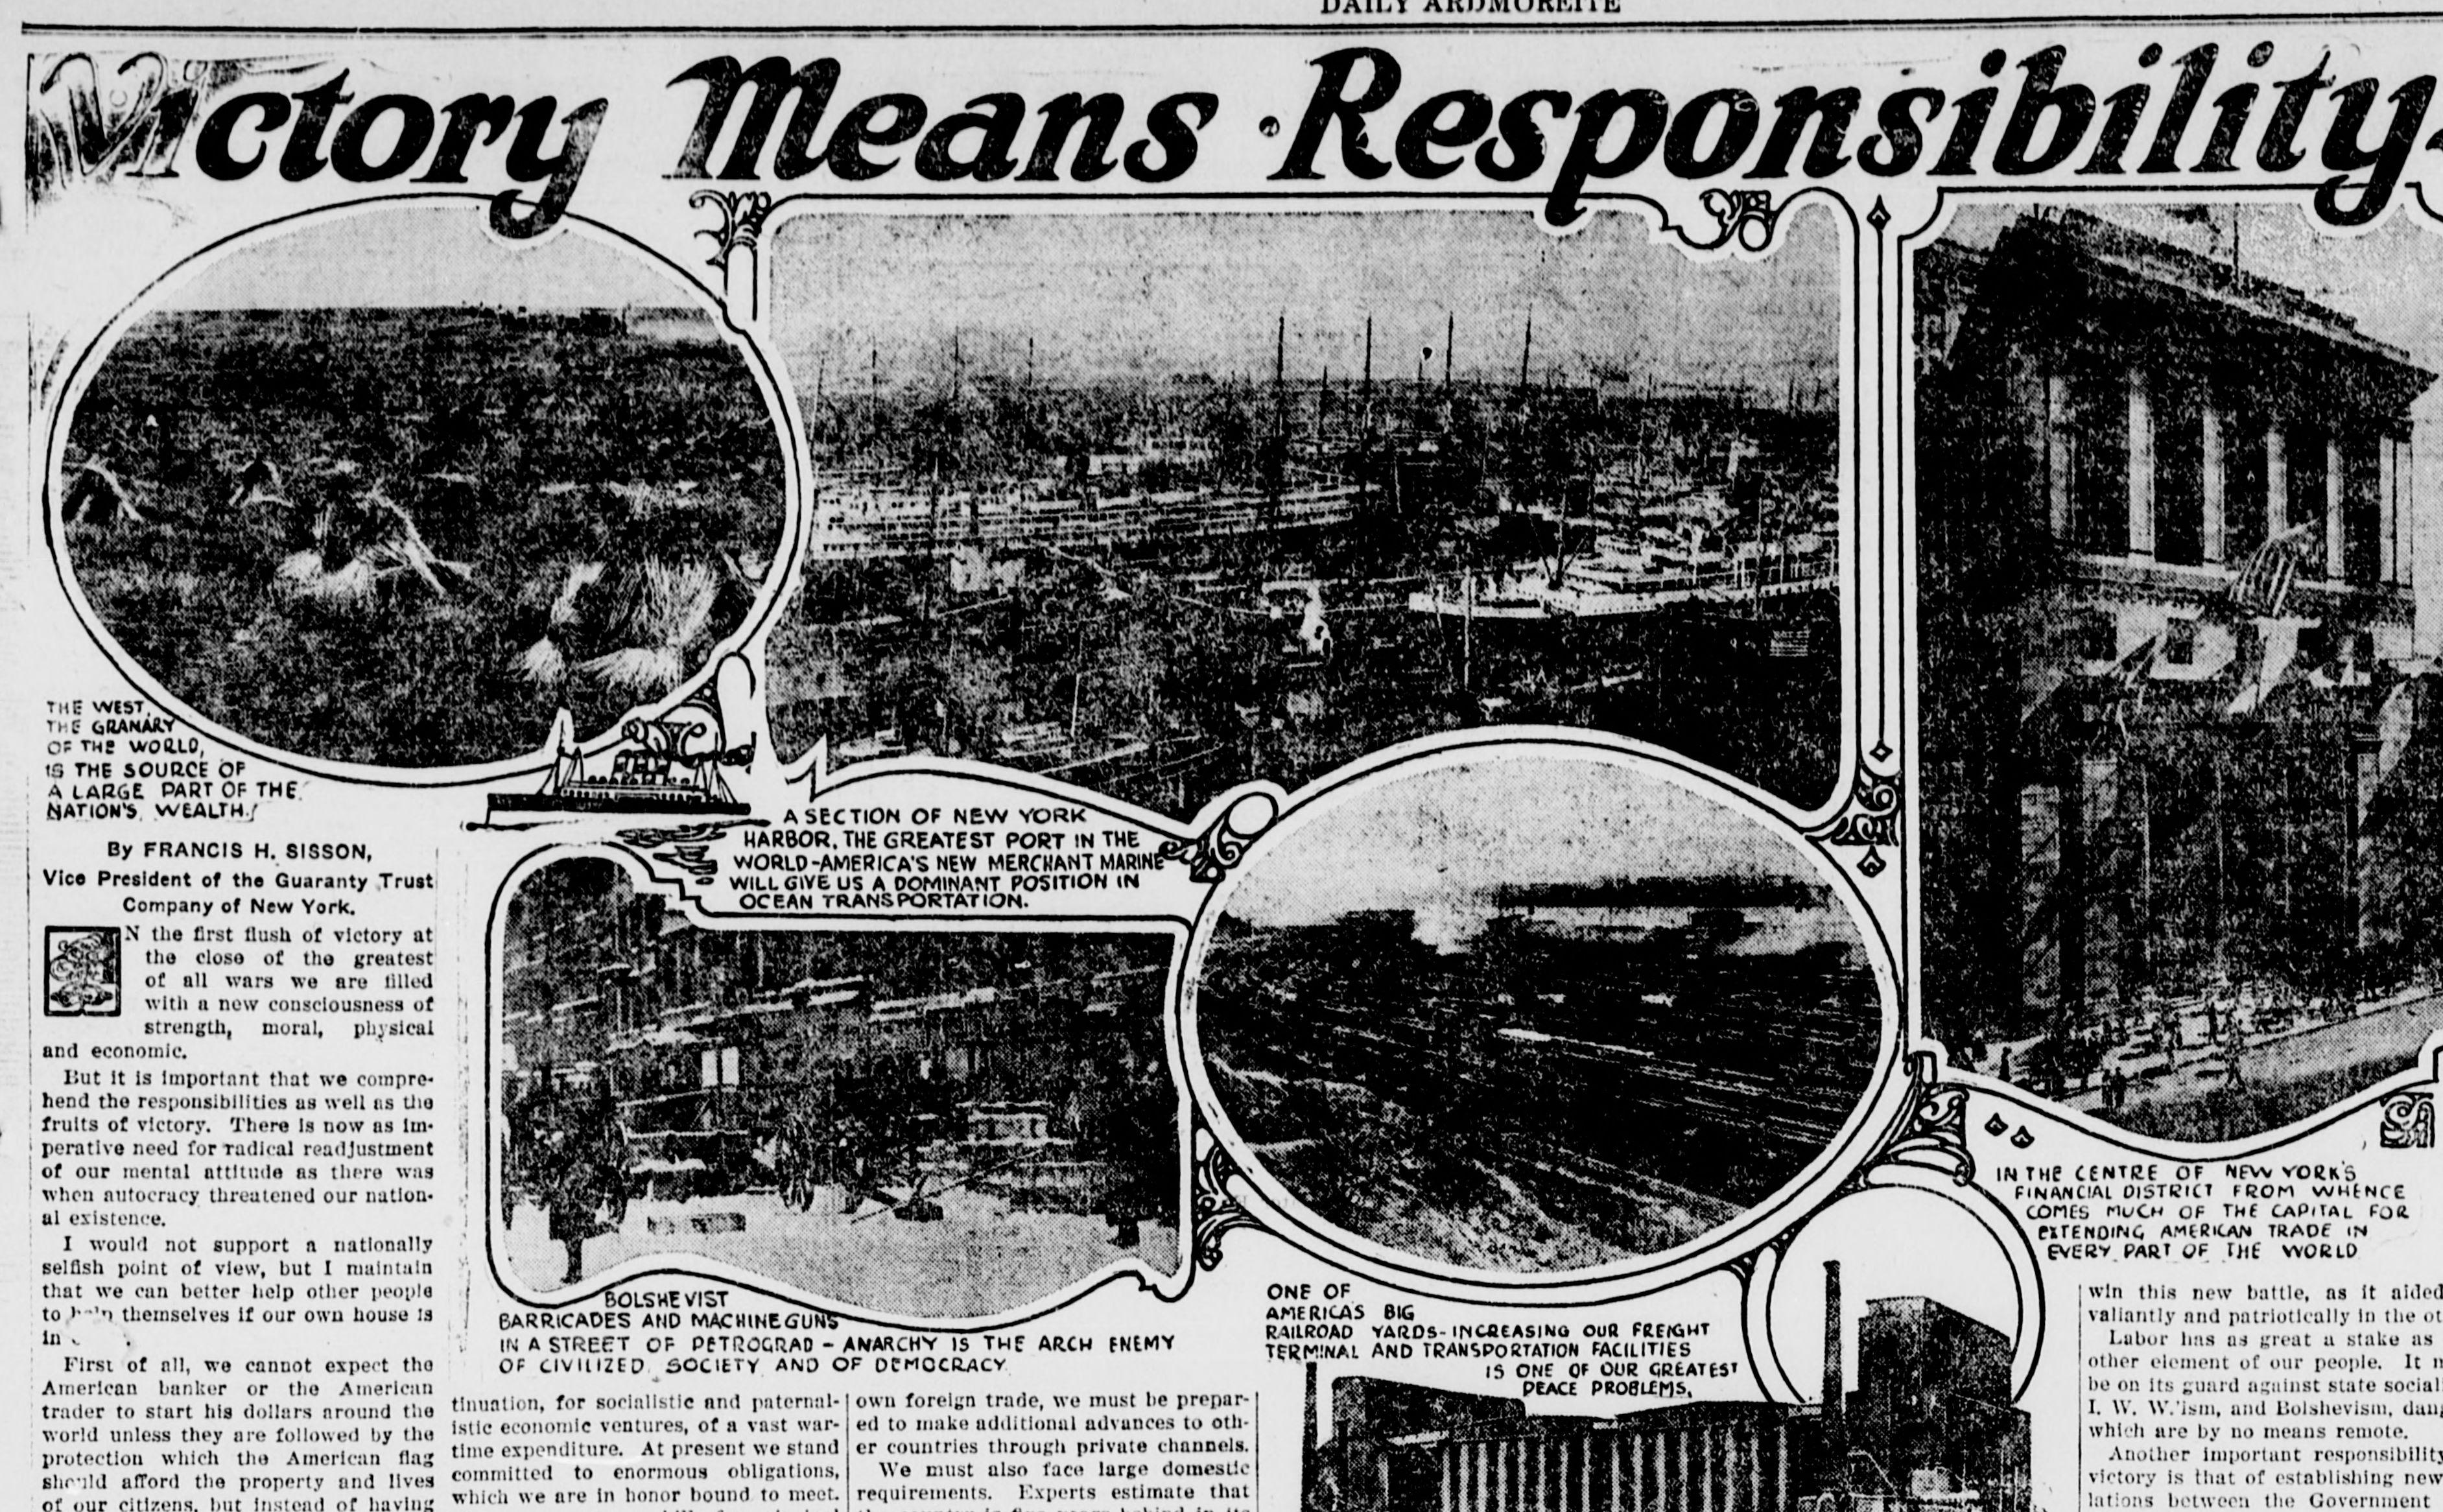 DAILY ARDMOREITE
Victory Means Responsibility
THE WEST,
THE GRANARY
OF THE WORLD,
IS THE SOURCE OF
A LARGE PART OF THE
NATION'S WEALTH.
A SECTION OF NEW YORK
HARBOR, THE GREATEST PORT IN THE
WORLD-AMERICA'S NEW MERCHANT MARINE
WILL GIVE US A DOMINANT POSITION IN
OCEAN TRANSPORTATION.
BOLSHEVIST
BARRICADES AND MACHINE GUNS
IN A STREET OF PETROGRAD - ANARCHY IS THE ARCH ENEMY
OF CIVILIZED SOCIETY AND OF DEMOCRACY
ONE OF
AMERICA'S BIG
RAILROAD YARDS- INCREASING OUR FREIGHT
TERMINAL AND TRANSPORTATION FACILITIES
IS ONE OF OUR GREATEST
PEACE PROBLEMS.
IN THE CENTRE OF NEW YORK'S
FINANCIAL DISTRICT FROM WHENCE
COMES MUCH OF THE CAPITAL FOR
EXTENDING AMERICAN TRADE IN
EVERY PART OF THE WORLD
By FRANCIS H. SISSON,
Vice President of the Guaranty Trust
Company of New York.
IN the first flush of victory at
the close of the greatest
of all wars we are filled
with a new consciousness of
strength, moral, physical
and economic.
But it is important that we compre-
hend the responsibilities as well as the
fruits of victory. There is now as im-
perative need for radical readjustment
of our mental attitude as there was
when autocracy threatened our nation-
al existence.
I would not support a nationally
selfish point of view, but I maintain
that we can better help other people
to help themselves if our own house is
in
First of all, we cannot expect the
American banker or the American
trader to start his dollars around the
world unless they are followed by the
protection which the American flag
should afford the property and lives
of our citizens, but instead of having
tinuation, for socialistic and paternal-
istic economic ventures, of a vast war-
time expenditure. At present we stand
committed to enormous obligations,
which we are in honor bound to meet.
own foreign trade, we must be prepar-
ed to make additional advances to oth-
er countries through private channels.
We must also face large domestic
requirements. Experts estimate that
win this new battle, as it aided
valiantly and patriotically in the ot
Labor has as great a stake as
other element of our people. It
be on its guard against state social
I. W. W.'ism, and Bolshevism, dang
which are by no means remote.
Another important responsibility
victory is that of establishing new
lations between the Government